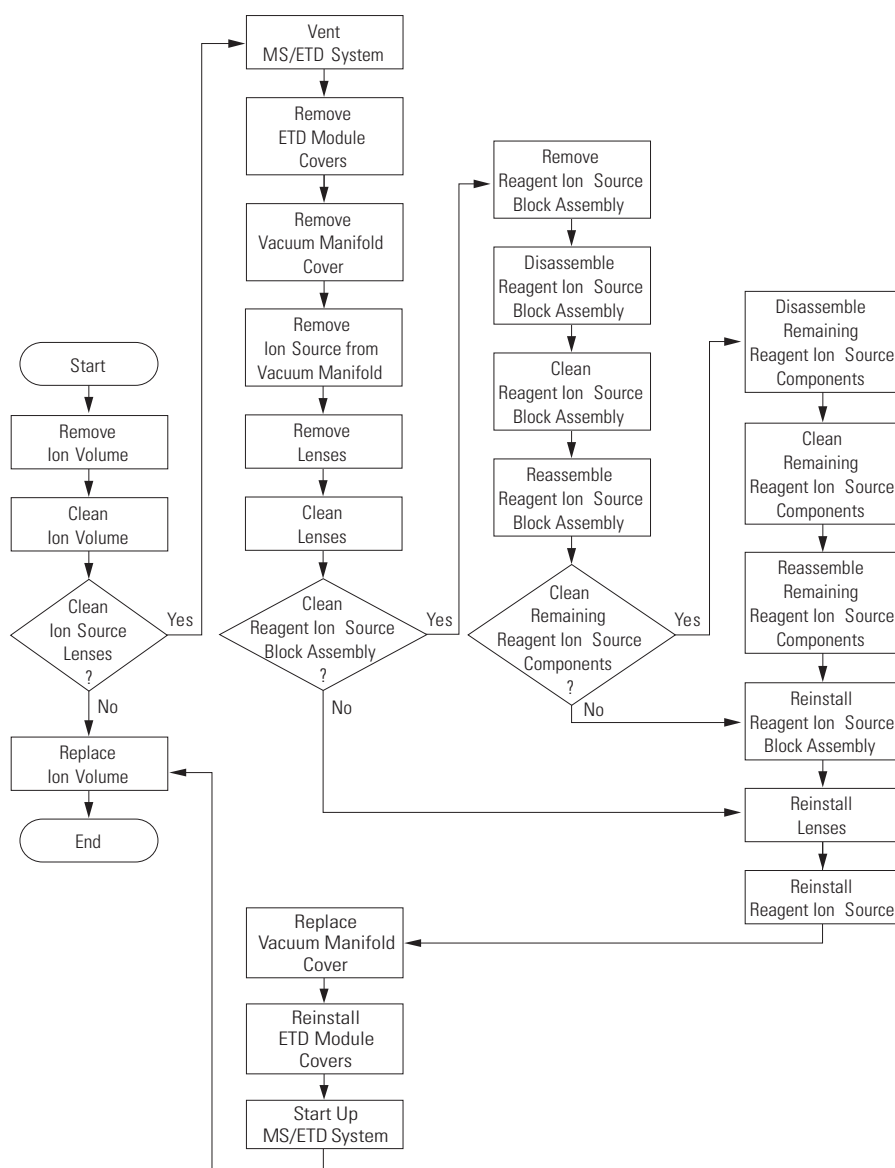 Start
Remove
Ion Volume
Clean
Ion Volume
Clean
Ion Source
Lenses
?
Yes
No
Replace
Ion Volume
End
Vent
MS/ETD System
Remove
ETD Module
Covers
Remove
Vacuum Manifold
Cover
Remove
Ion Source from
Vacuum Manifold
Remove
Lenses
Clean
Lenses
Clean
Reagent Ion Source
Block Assembly
?
Yes
No
Remove
Reagent Ion Source
Block Assembly
Disassemble
Reagent Ion Source
Block Assembly
Clean
Reagent Ion Source
Block Assembly
Reassemble
Reagent Ion Source
Block Assembly
Clean
Remaining
Reagent Ion Source
Components
?
Yes
No
Disassemble
Remaining
Reagent Ion Source
Components
Clean
Remaining
Reagent Ion Source
Components
Reassemble
Remaining
Reagent Ion Source
Components
Reinstall
Reagent Ion Source
Block Assembly
Reinstall
Lenses
Reinstall
Reagent Ion Source
Replace
Vacuum Manifold
Cover
Reinstall
ETD Module
Covers
Start Up
MS/ETD System